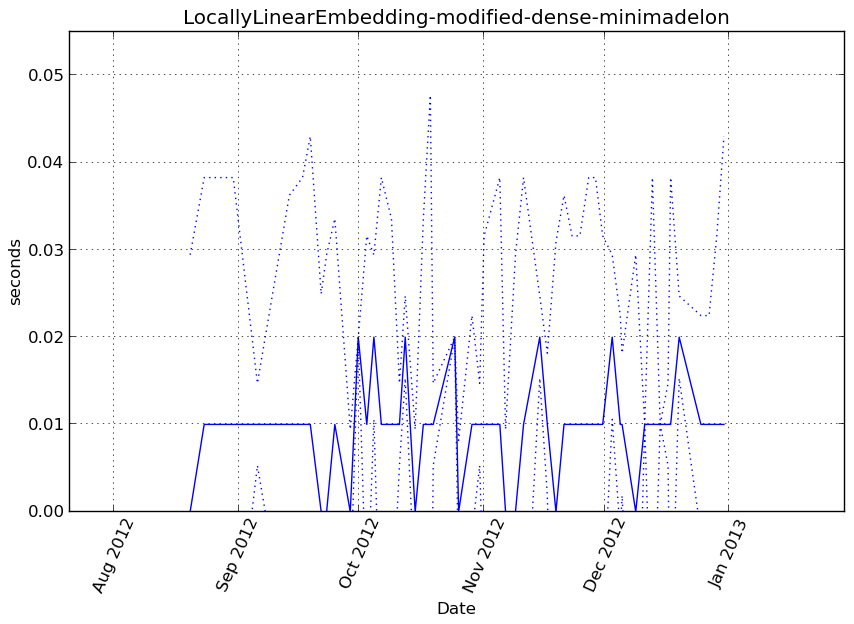 LocallyLinearEmbedding-modified-dense-minimadelon
0.05
0.04
0.03
0.02
0.01
0.00
seconds
Aug 2012
Sep 2012
Oct 2012
Nov 2012
Dec 2012
Jan 2013
Date